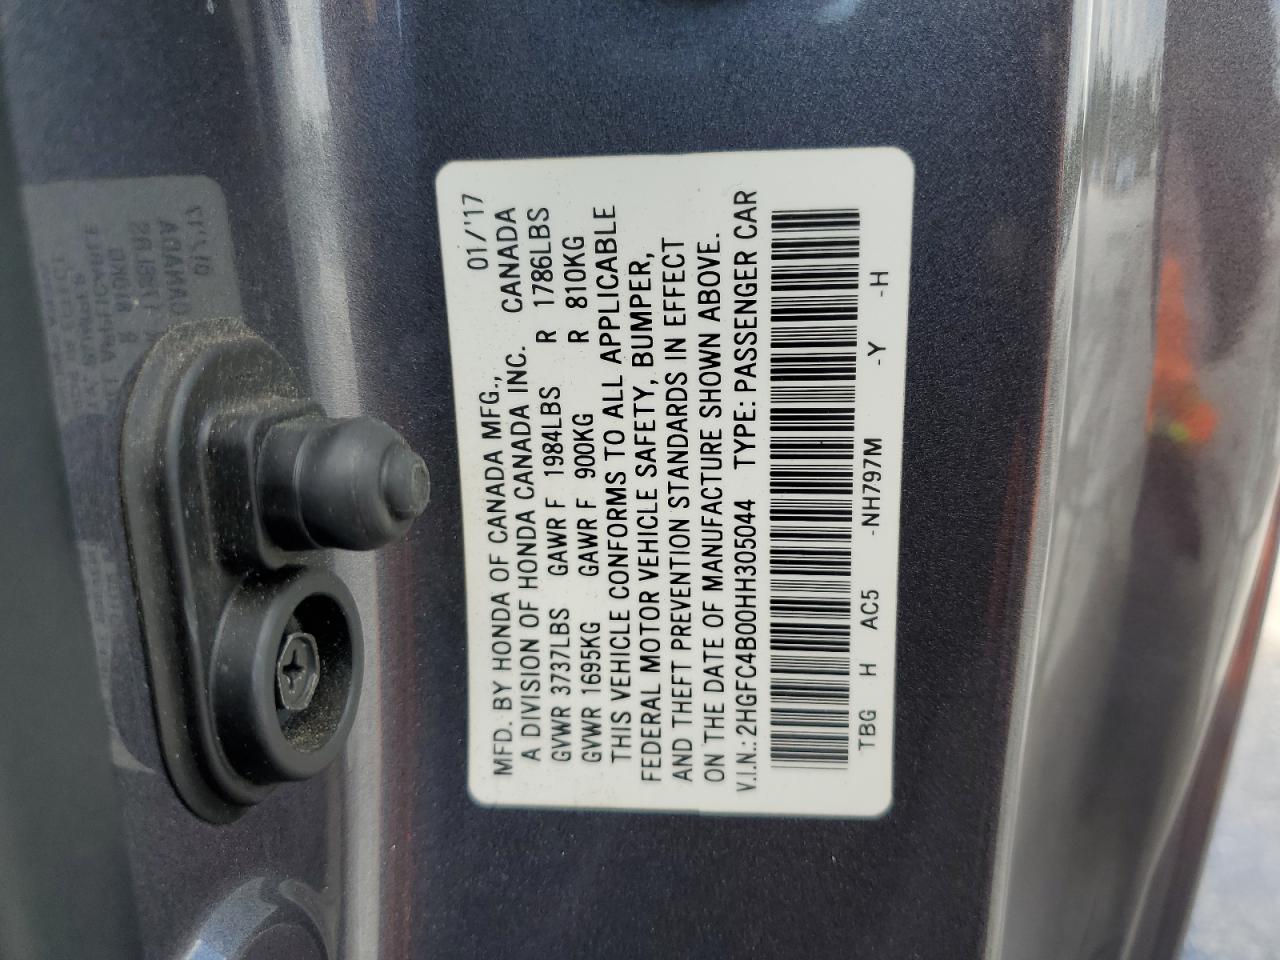 01/'17
MFD. BY HONDA OF CANADA MFG., CANADA
A DIVISION OF HONDA CANADA INC.
GVWR 3737LBS GAWR F 1984LBS R 1786LBS
GVWR 1695KG GAWR F 900KG R 810KG
THIS VEHICLE CONFORMS TO ALL APPLICABLE
FEDERAL MOTOR VEHICLE SAFETY, BUMPER,
AND THEFT PREVENTION STANDARDS IN EFFECT
ON THE DATE OF MANUFACTURE SHOWN ABOVE.
V.I.N.:2HGFC4B00HH305044 TYPE: PASSENGER CAR
TBG H AC5 -NH797M -Y -H